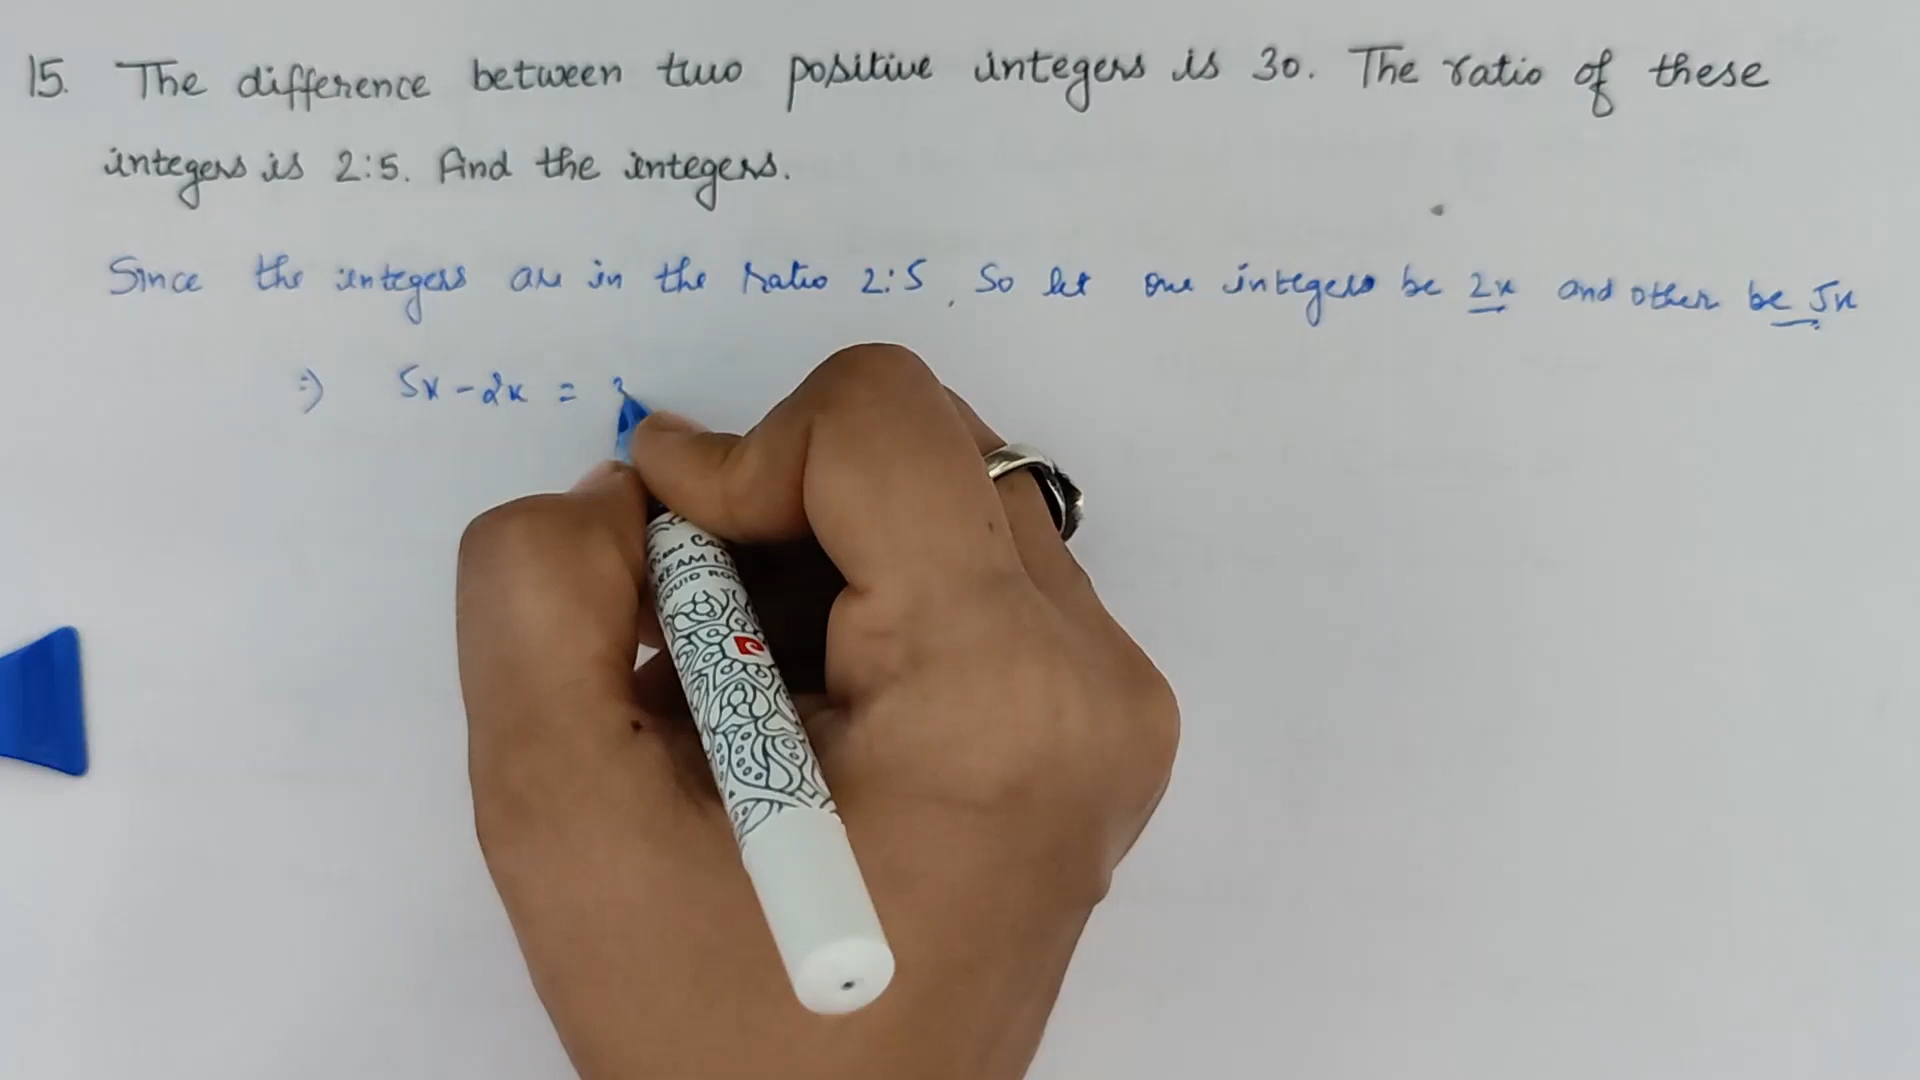 15. The difference between two positive integers is 30. The ratio of these
integers is 2:5. Find the integers.
Since the integers are in the ratio 2:5, So let one integers be 2x and other be 5x
⇒ 5x - 2x = 3